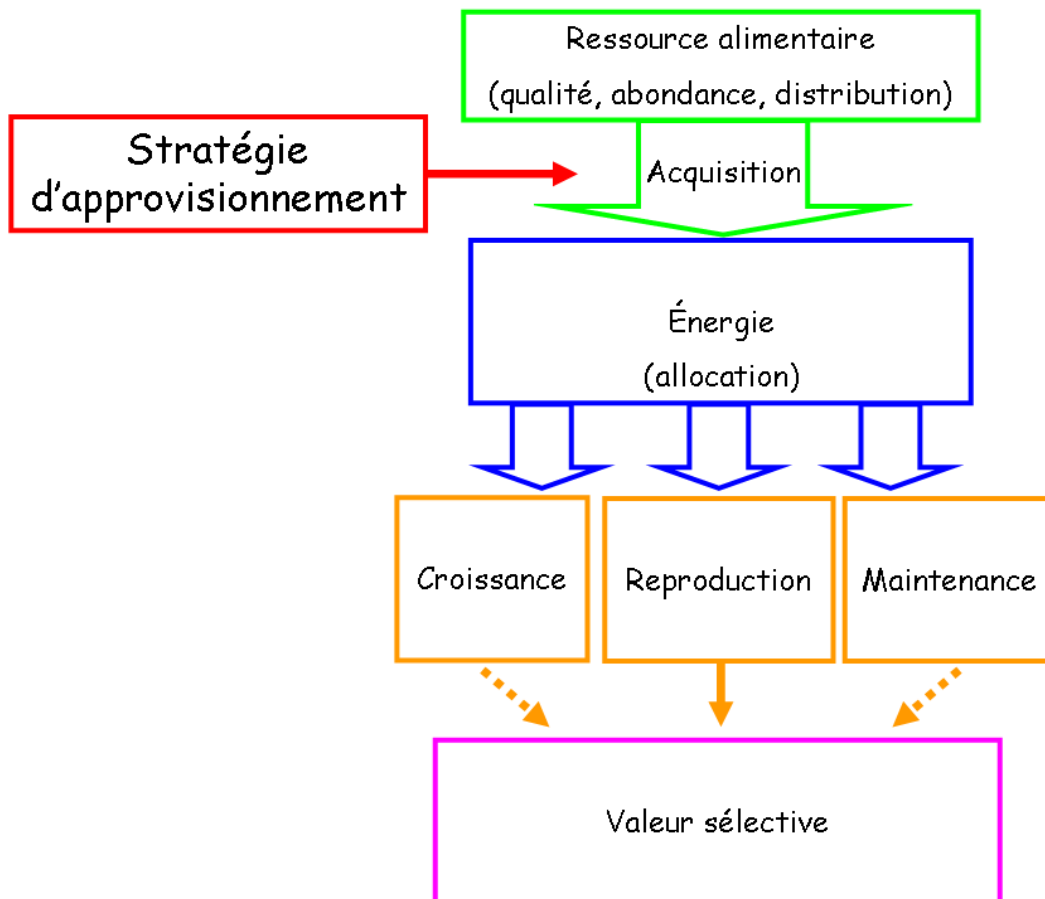 Ressource alimentaire
(qualité, abondance, distribution)
Stratégie
d'approvisionnement
Acquisition
Énergie
(allocation)
Croissance
Reproduction
Maintenance
Valeur sélective